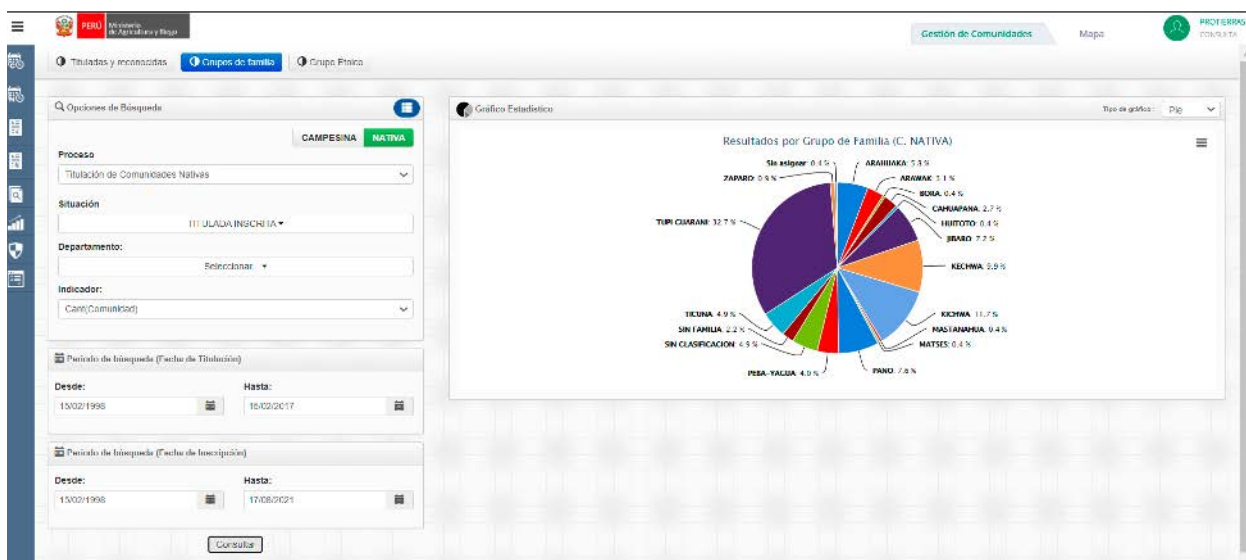 PERÚ Ministerio de Agricultura y Riego
Gestión de Comunidades
Mapa
PROTIERRAS
CONSULTA
Tituladas y reconocidas
Grupos de familia
Grupo Etnico
Opciones de Búsqueda
CAMPESINA
NATIVA
Proceso
Titulación de Comunidades Nativas
Situación
TITULADA INSCRITA
Departamento:
Seleccionar
Indicador:
Cant(Comunidad)
Periodo de búsqueda (Fecha de Titulación)
Desde:
Hasta:
15/02/1998
15/02/2017
Periodo de búsqueda (Fecha de Inscripción)
Desde:
Hasta:
15/02/1998
17/08/2021
Consulta
Gráfico Estadístico
Tipo de gráfico :
Pie
Resultados por Grupo de Familia (C. NATIVA)
Sin asignar: 0.4 %
ARAHUAKA: 5.3 %
ZAPARO: 0.9 %
ARAWAK: 3.1 %
BORA: 0.4 %
CAHUAPANA: 2.7 %
TUPI GUARANI: 32.7 %
HUITOTO: 0.4 %
JIBARO: 7.2 %
KECHWA: 9.9 %
KICHWA: 11.7 %
TICUNA: 4.9 %
MASTANAHUA: 0.4 %
SIN FAMILIA: 2.2 %
MATSES: 0.4 %
SIN CLASIFICACION: 4.9 %
PEBA-YAGUA: 4.0 %
PANO: 7.6 %